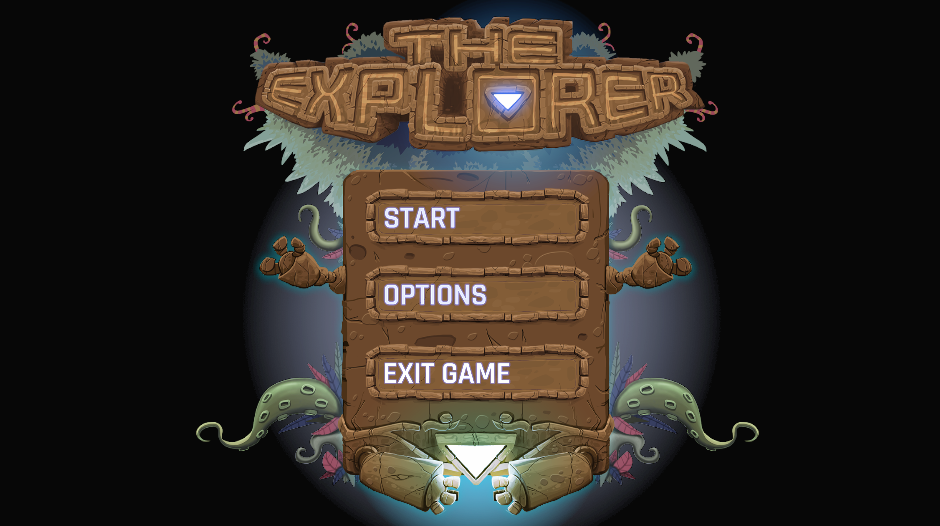 THE
EXPLORER
START
OPTIONS
EXIT GAME